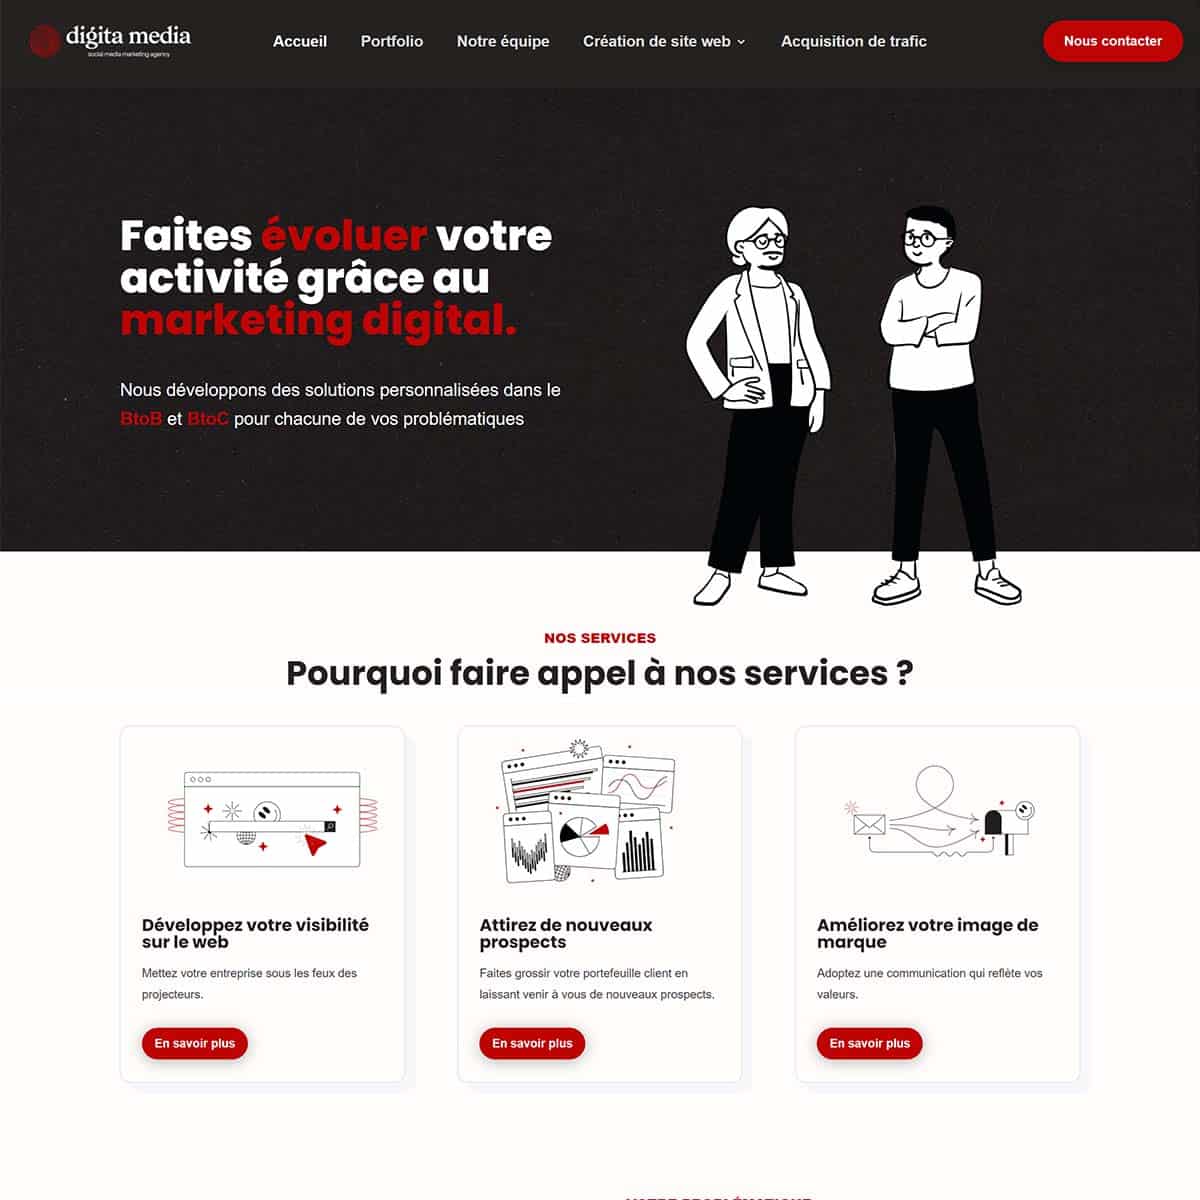 digita media
social media marketing agency
Accueil
Portfolio
Notre équipe
Création de site web
Acquisition de trafic
Nous contacter
Faites évoluer votre
activité grâce au
marketing digital.
Nous développons des solutions personnalisées dans le
BtoB et BtoC pour chacune de vos problématiques
NOS SERVICES
Pourquoi faire appel à nos services ?
Développez votre visibilité
sur le web
Mettez votre entreprise sous les feux des
projecteurs.
En savoir plus
Attirez de nouveaux
prospects
Faites grossir votre portefeuille client en
laissant venir à vous de nouveaux prospects.
En savoir plus
Améliorez votre image de
marque
Adoptez une communication qui reflète vos
valeurs.
En savoir plus